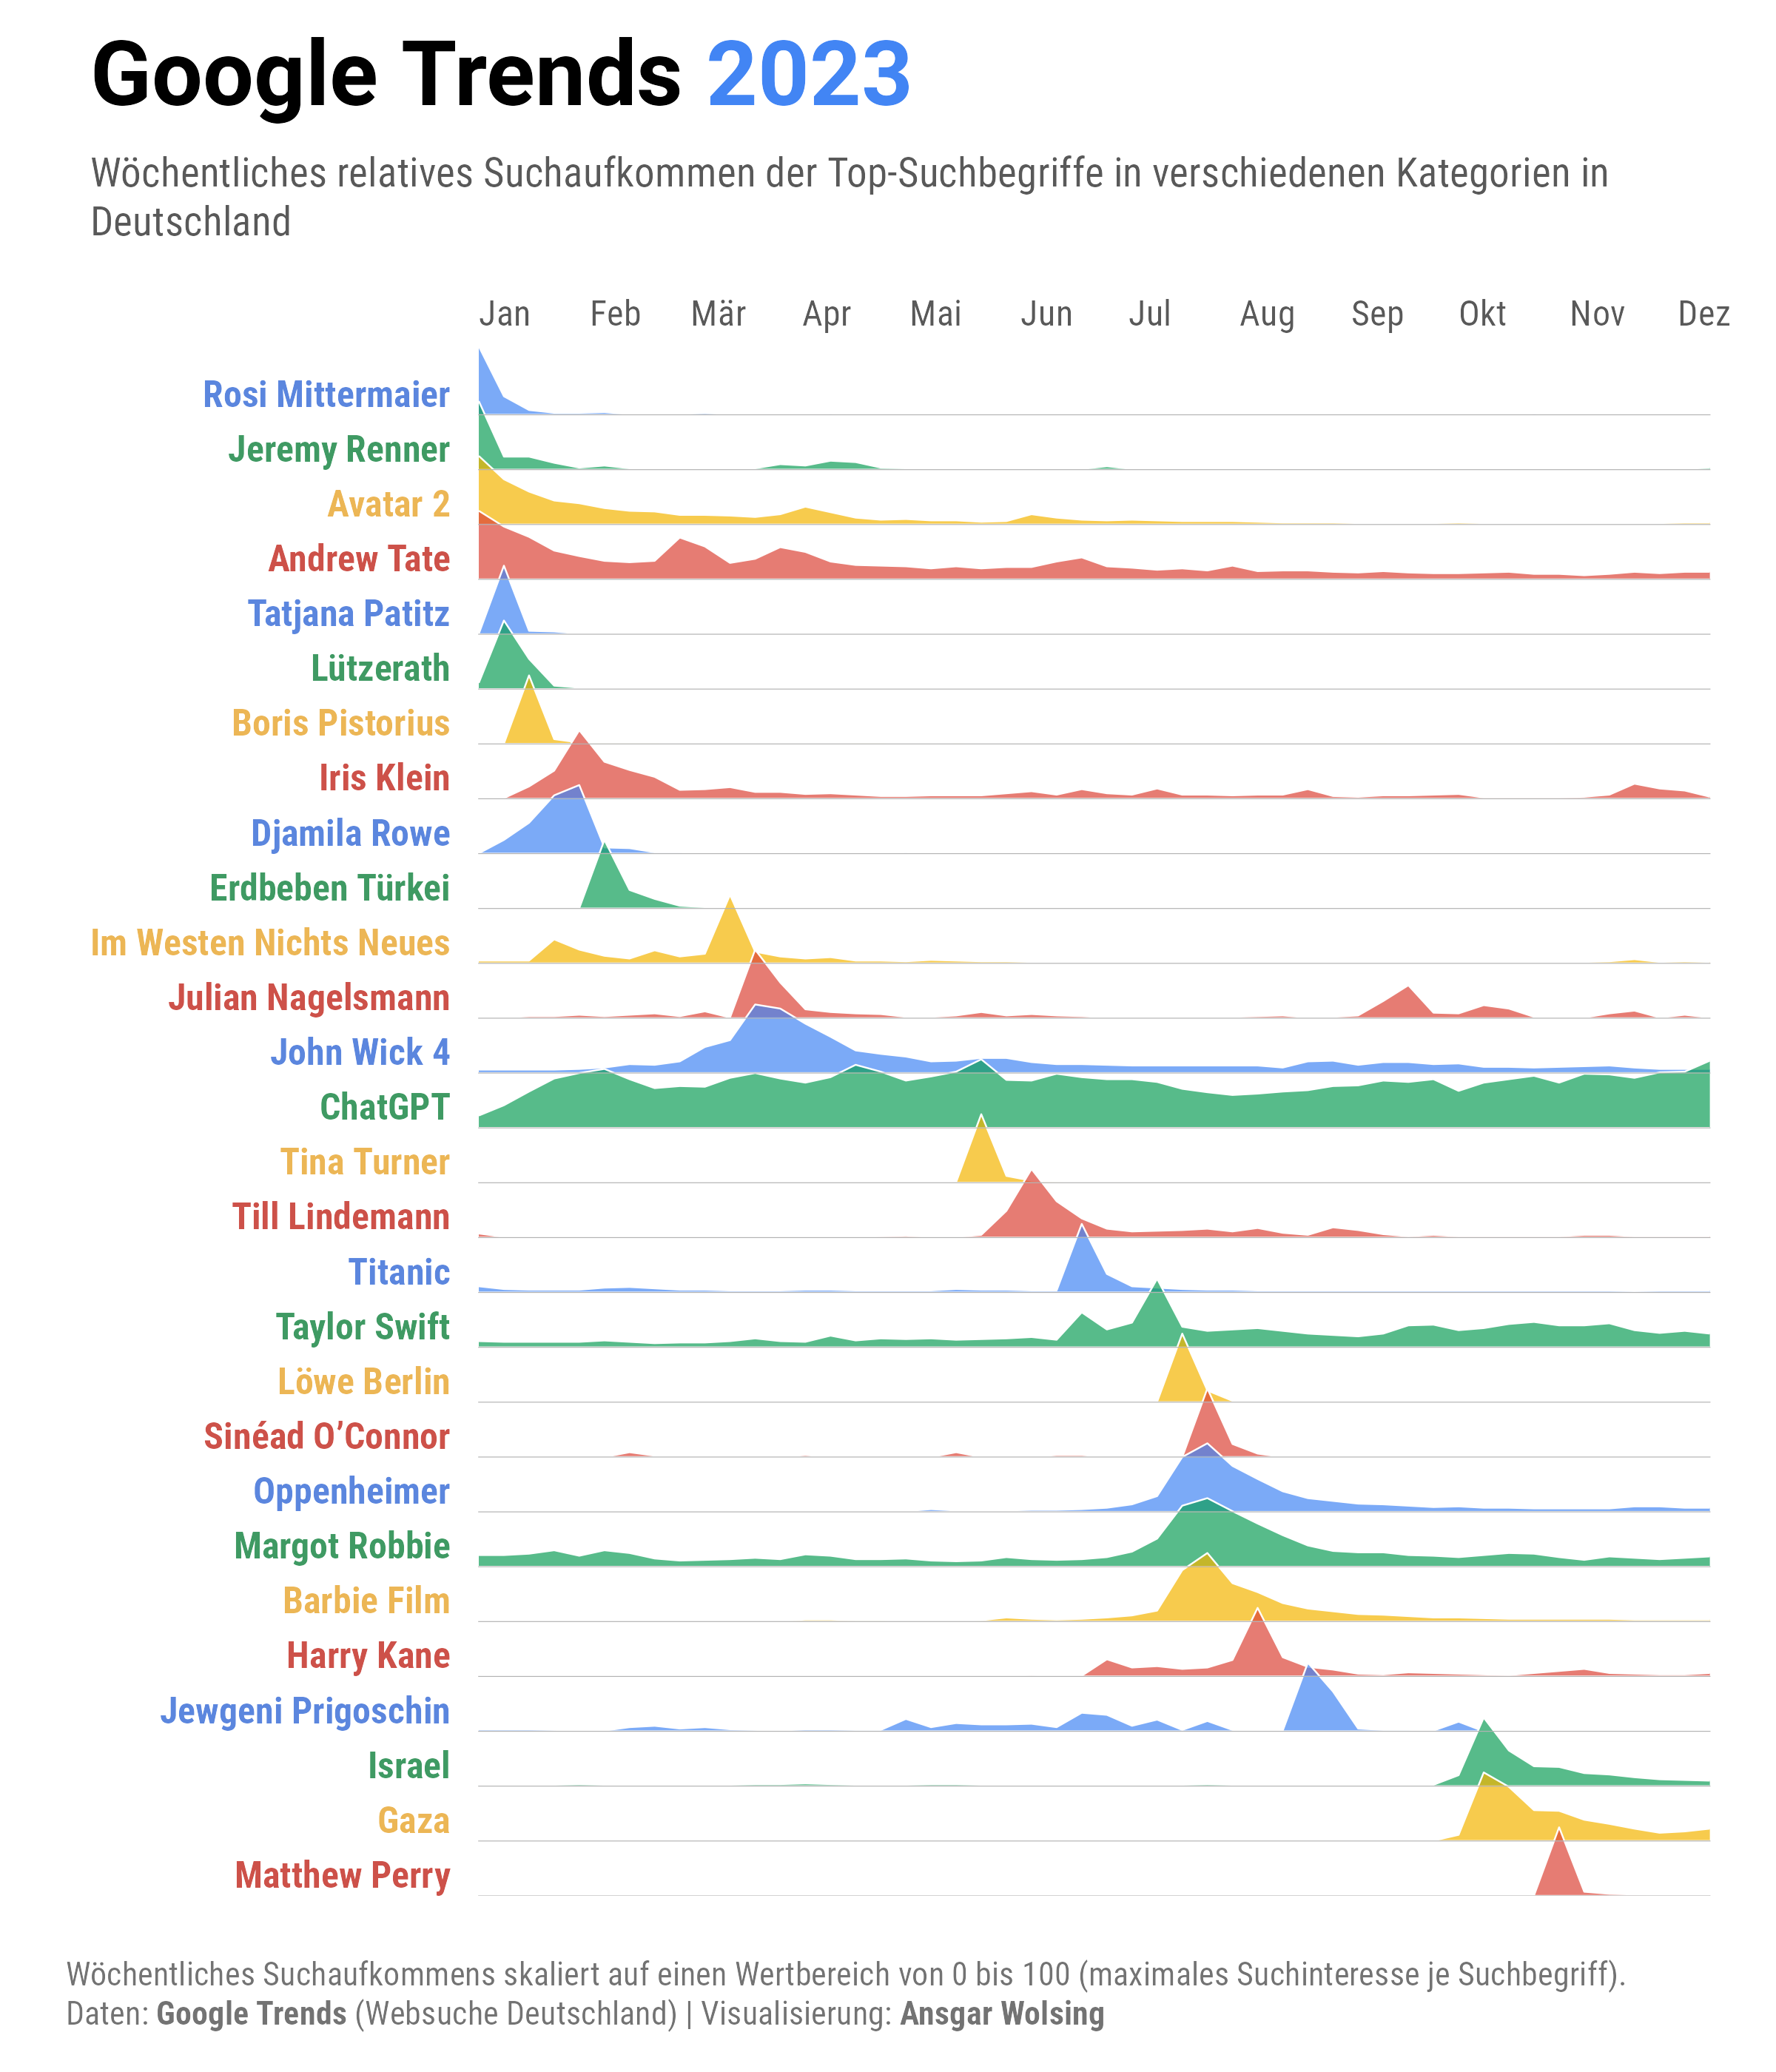 Google Trends 2023
Wöchentliches relatives Suchaufkommen der Top-Suchbegriffe in verschiedenen Kategorien in
Deutschland
Jan Feb Mär Apr Mai Jun Jul Aug Sep Okt Nov Dez
Rosi Mittermaier
Jeremy Renner
Avatar 2
Andrew Tate
Tatjana Patitz
Lützerath
Boris Pistorius
Iris Klein
Djamila Rowe
Erdbeben Türkei
Im Westen Nichts Neues
Julian Nagelsmann
John Wick 4
ChatGPT
Tina Turner
Till Lindemann
Titanic
Taylor Swift
Löwe Berlin
Sinéad O’Connor
Oppenheimer
Margot Robbie
Barbie Film
Harry Kane
Jewgeni Prigoschin
Israel
Gaza
Matthew Perry
Wöchentliches Suchaufkommens skaliert auf einen Wertbereich von 0 bis 100 (maximales Suchinteresse je Suchbegriff).
Daten: Google Trends (Websuche Deutschland) | Visualisierung: Ansgar Wolsing